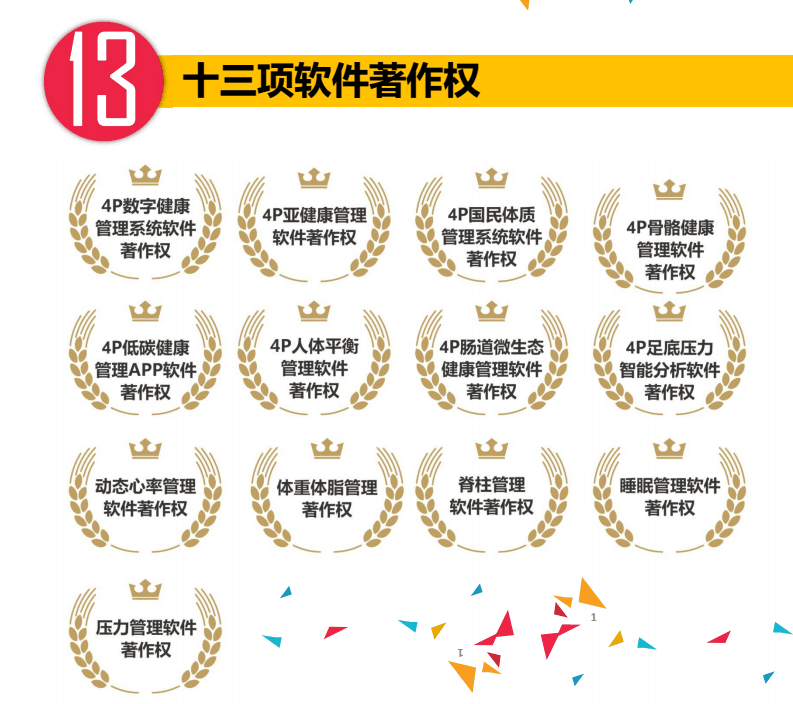 13
十三项软件著作权
4P数字健康
管理系统软件
著作权
4P亚健康管理
软件著作权
4P国民体质
管理系统软件
著作权
4P骨骼健康
管理软件
著作权
4P低碳健康
管理APP软件
著作权
4P人体平衡
管理软件
著作权
4P肠道微生态
健康管理软件
著作权
4P足底压力
智能分析软件
著作权
动态心率管理
软件著作权
体重体脂管理
著作权
脊柱管理
软件著作权
睡眠管理软件
著作权
压力管理软件
著作权
1
1